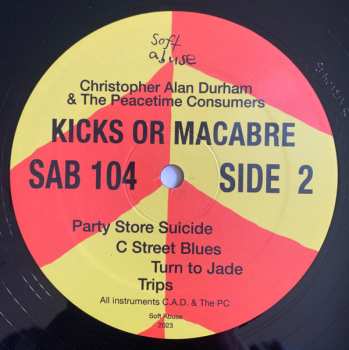 soft
abuse
Christopher Alan Durham
& The Peacetime Consumers
KICKS OR MACABRE
SAB 104 SIDE 2
Party Store Suicide
C Street Blues
Turn to Jade
Trips
All instruments C.A.D. & The PC
Soft Abuse
2023